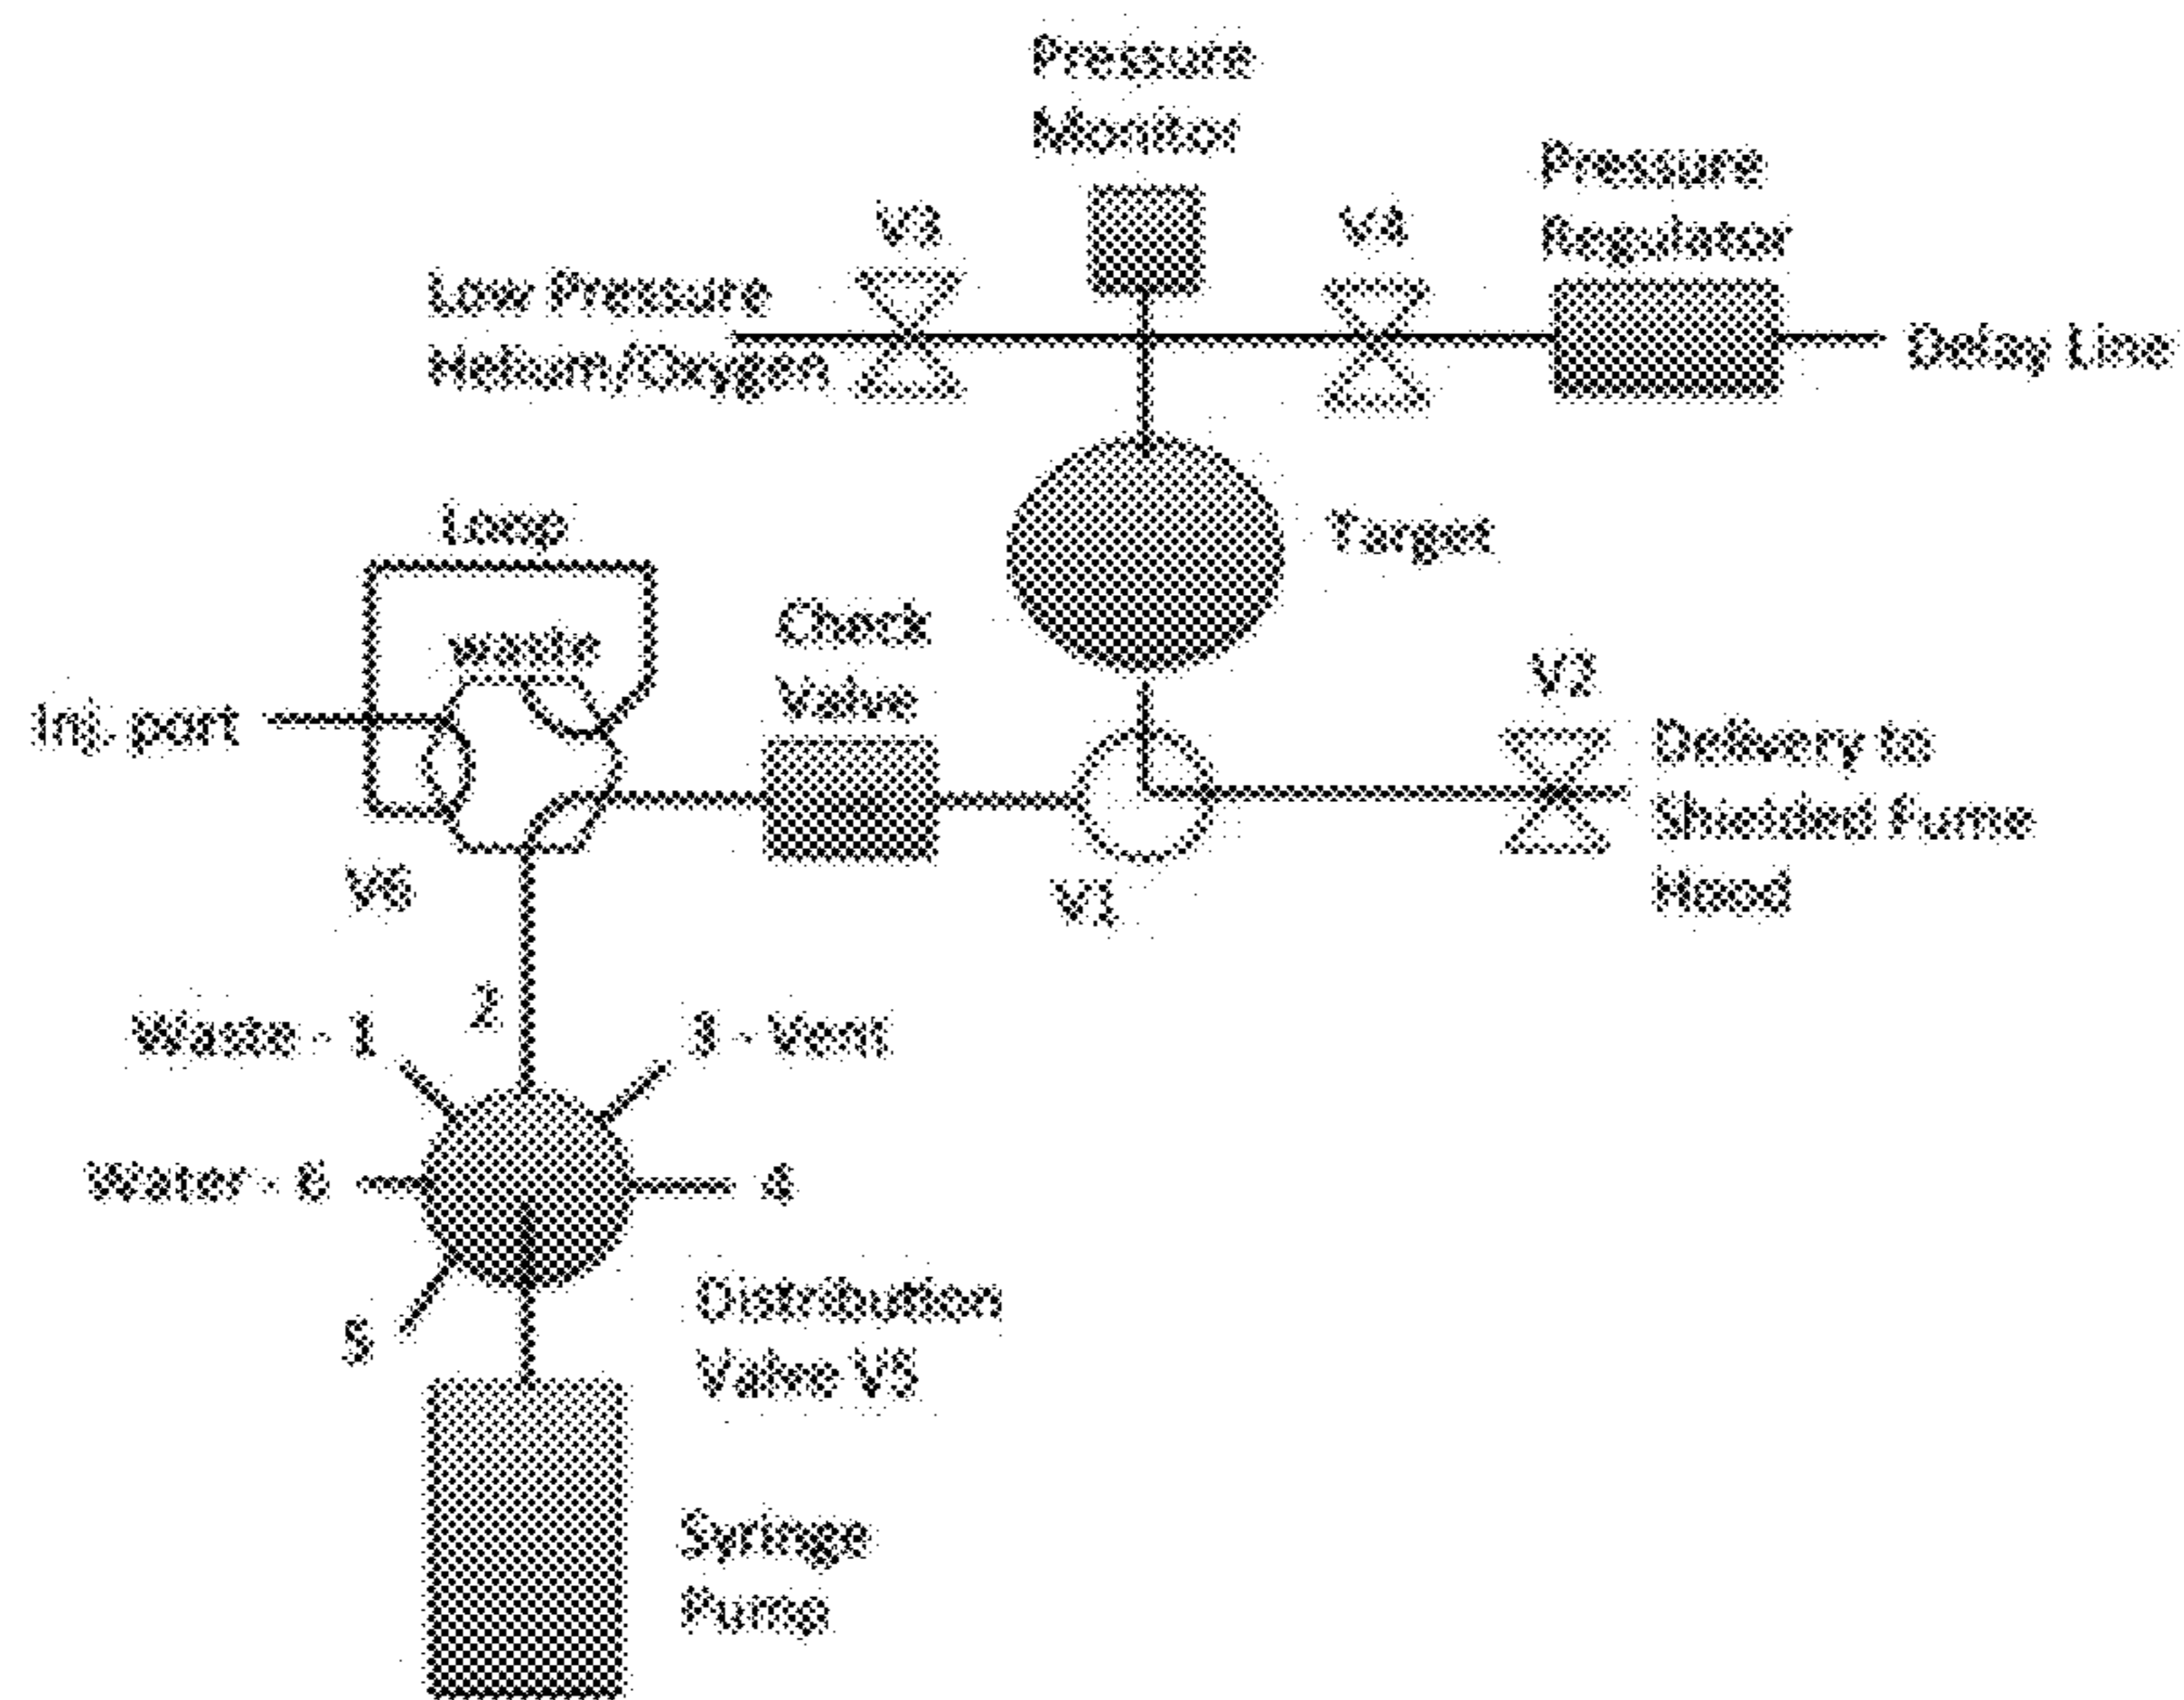 Pressure
Monitor
Pressure
Regulator
V3
V4
Low Pressure
Helium/Oxygen
Delay Line
Loop
Target
waste
Check
Valve
Inj. port
V2
Delivery to
Shielded Fume
Hood
V6
V1
2
Waste - 1
3 - Vent
Water - 6
4
5
Distribution
Valve V5
Syringe
Pump